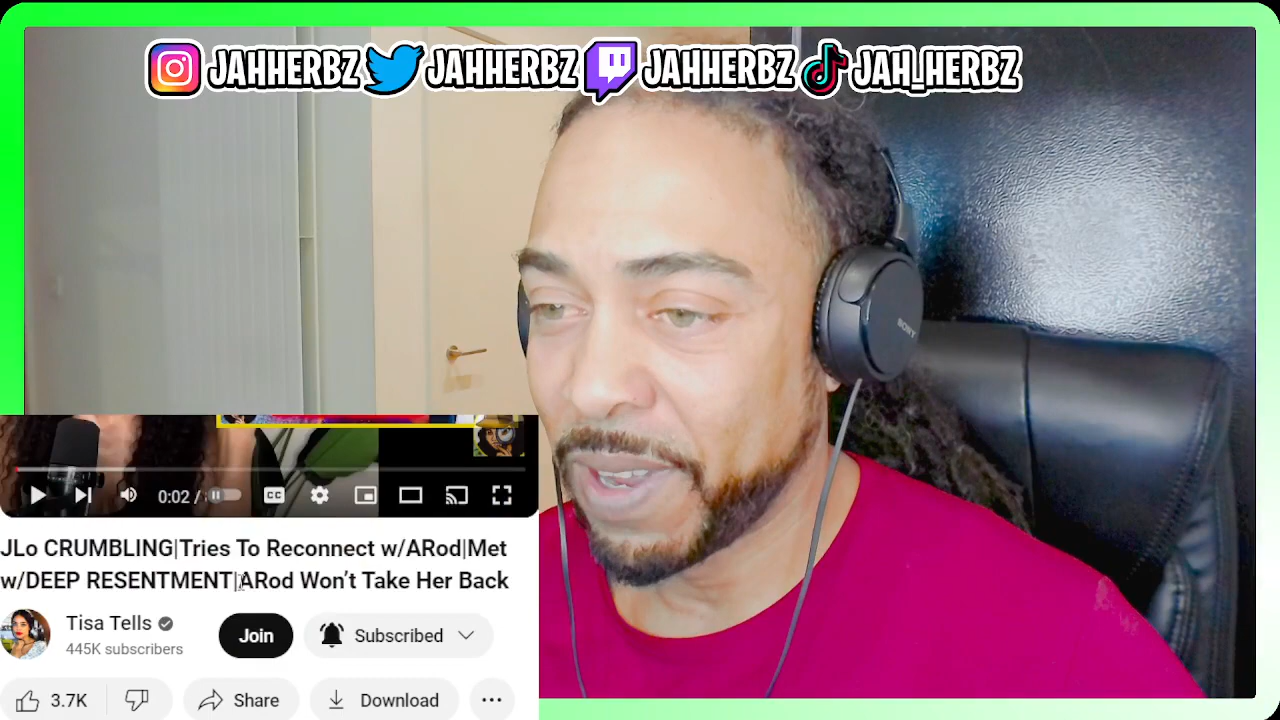 JAHHERBZ JAHHERBZ JAHHERBZ JAH_HERBZ
SONY
0:02 /
CC
JLo CRUMBLING|Tries To Reconnect w/ARod|Met
w/DEEP RESENTMENT|ARod Won’t Take Her Back
Tisa Tells
445K subscribers
Join
Subscribed
3.7K
Share
Download